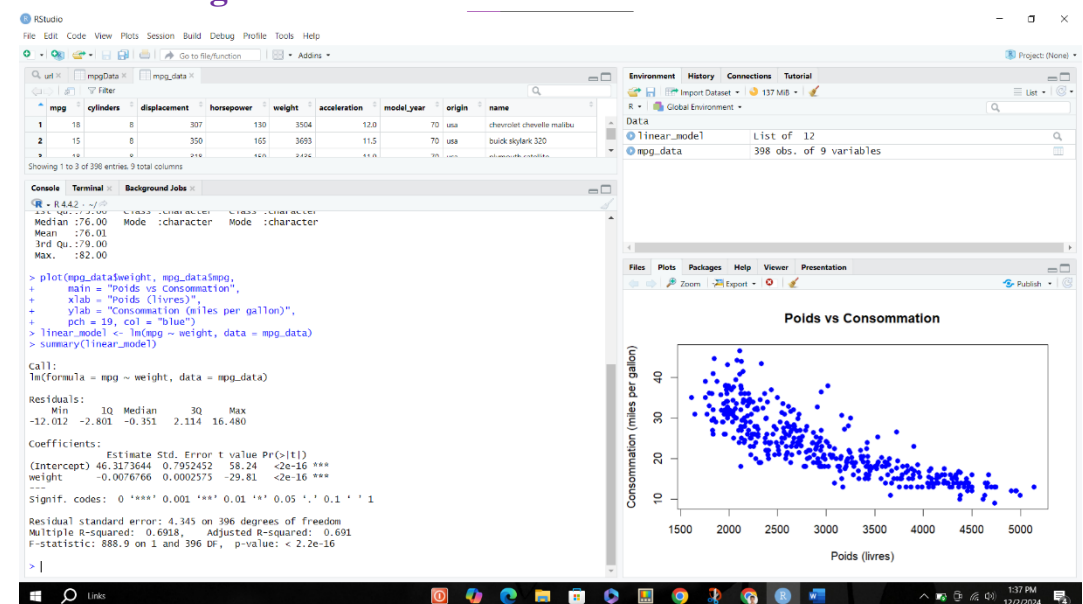 RStudio
File Edit Code View Plots Session Build Debug Profile Tools Help
Go to file/function Addins Project: (None)
url mpgData mpg_data
Filter
mpg cylinders displacement horsepower weight acceleration model_year origin name
1 18 8 307 130 3504 12.0 70 usa chevrolet chevelle malibu
2 15 8 350 165 3693 11.5 70 usa buick skylark 320
Showing 1 to 3 of 398 entries, 9 total columns
Console Terminal Background Jobs
R 4.4.2 · ~/
1st Qu.:73.00 Class :character Class :character
Median :76.00 Mode :character Mode :character
Mean :76.01
3rd Qu.:79.00
Max. :82.00
> plot(mpg_data$weight, mpg_data$mpg,
+ main = "Poids vs Consommation",
+ xlab = "Poids (livres)",
+ ylab = "Consommation (miles per gallon)",
+ pch = 19, col = "blue")
> linear_model <- lm(mpg ~ weight, data = mpg_data)
> summary(linear_model)
Call:
lm(formula = mpg ~ weight, data = mpg_data)
Residuals:
Min 1Q Median 3Q Max
-12.012 -2.801 -0.351 2.114 16.480
Coefficients:
Estimate Std. Error t value Pr(>|t|)
(Intercept) 46.3173644 0.7952452 58.24 <2e-16 ***
weight -0.0076766 0.0002575 -29.81 <2e-16 ***
---
Signif. codes: 0 '***' 0.001 '**' 0.01 '*' 0.05 '.' 0.1 ' ' 1
Residual standard error: 4.345 on 396 degrees of freedom
Multiple R-squared: 0.6918, Adjusted R-squared: 0.691
F-statistic: 888.9 on 1 and 396 DF, p-value: < 2.2e-16
>
Environment History Connections Tutorial
Import Dataset 137 MiB List
R Global Environment
Data
linear_model List of 12
mpg_data 398 obs. of 9 variables
Files Plots Packages Help Viewer Presentation
Zoom Export Publish
Poids vs Consommation
Consommation (miles per gallon)
40
30
20
10
1500 2000 2500 3000 3500 4000 4500 5000
Poids (livres)
Links
1:37 PM
12/2/2024